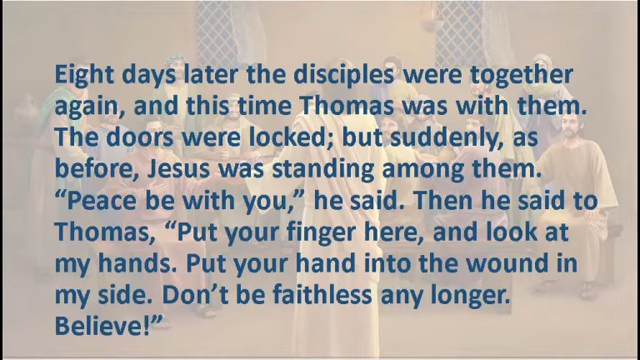 Eight days later the disciples were together
again, and this time Thomas was with them.
The doors were locked; but suddenly, as
before, Jesus was standing among them.
“Peace be with you,” he said. Then he said to
Thomas, “Put your finger here, and look at
my hands. Put your hand into the wound in
my side. Don’t be faithless any longer.
Believe!”